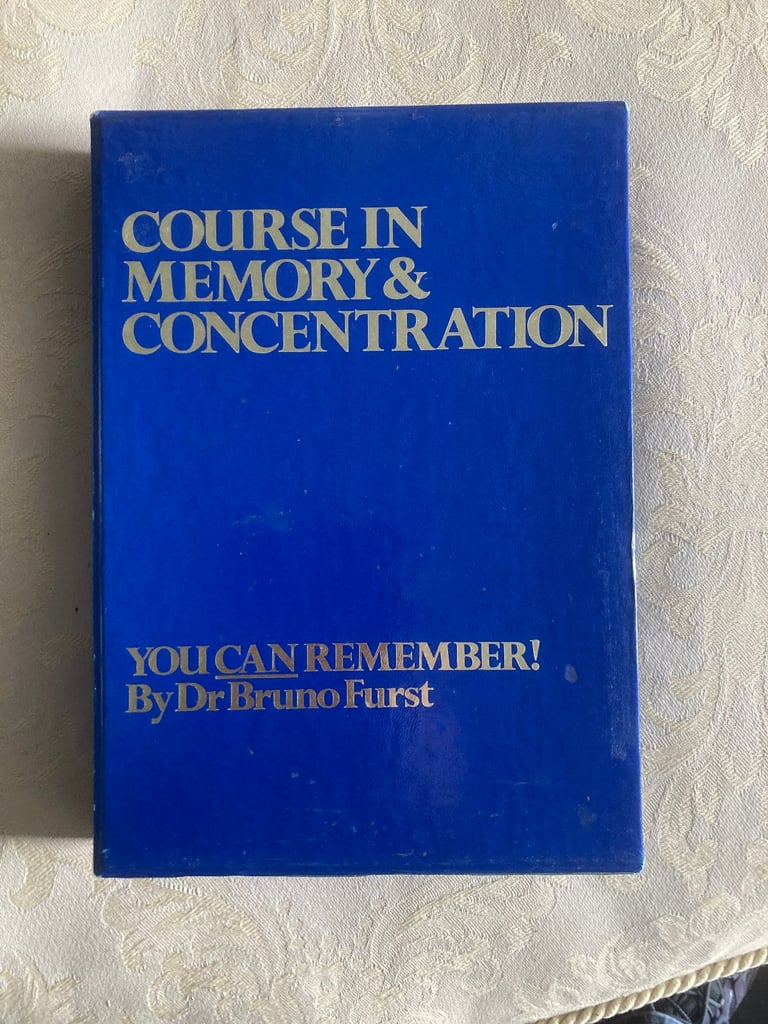 COURSE IN
MEMORY &
CONCENTRATION
YOU CAN REMEMBER!
By Dr Bruno Furst